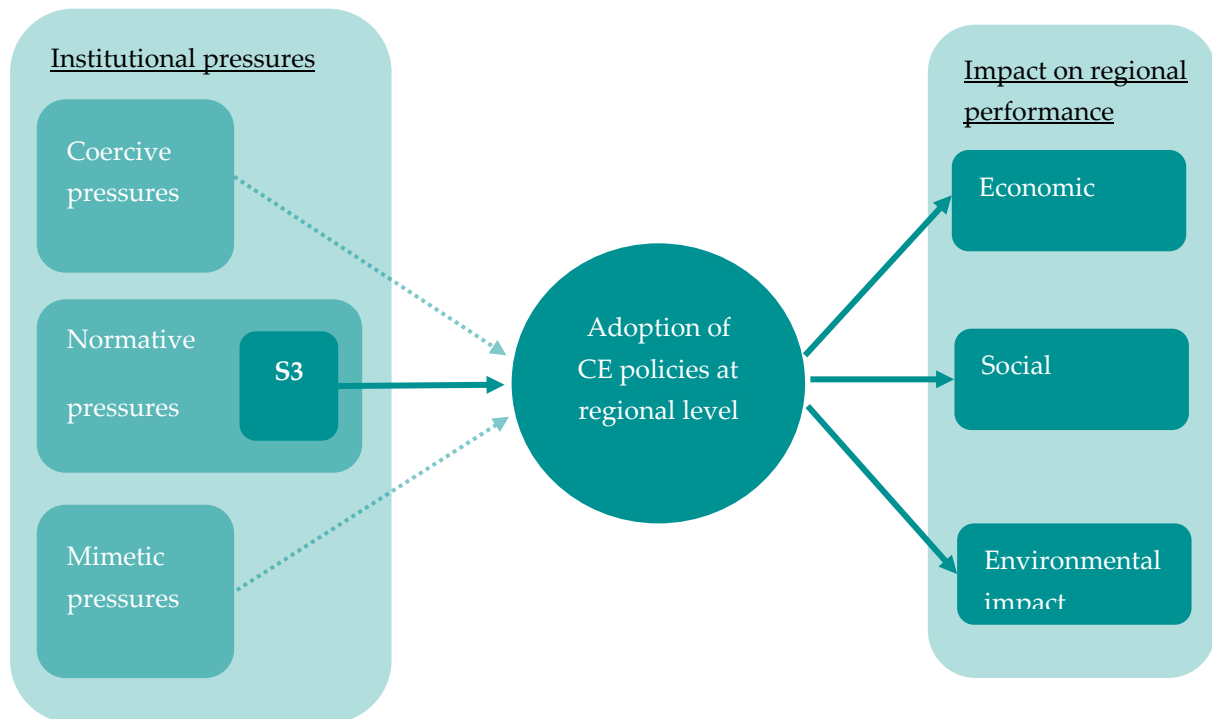 Institutional pressures
Coercive
pressures
Normative
pressures
S3
Mimetic
pressures
Adoption of
CE policies at
regional level
Impact on regional
performance
Economic
Social
Environmental
impact